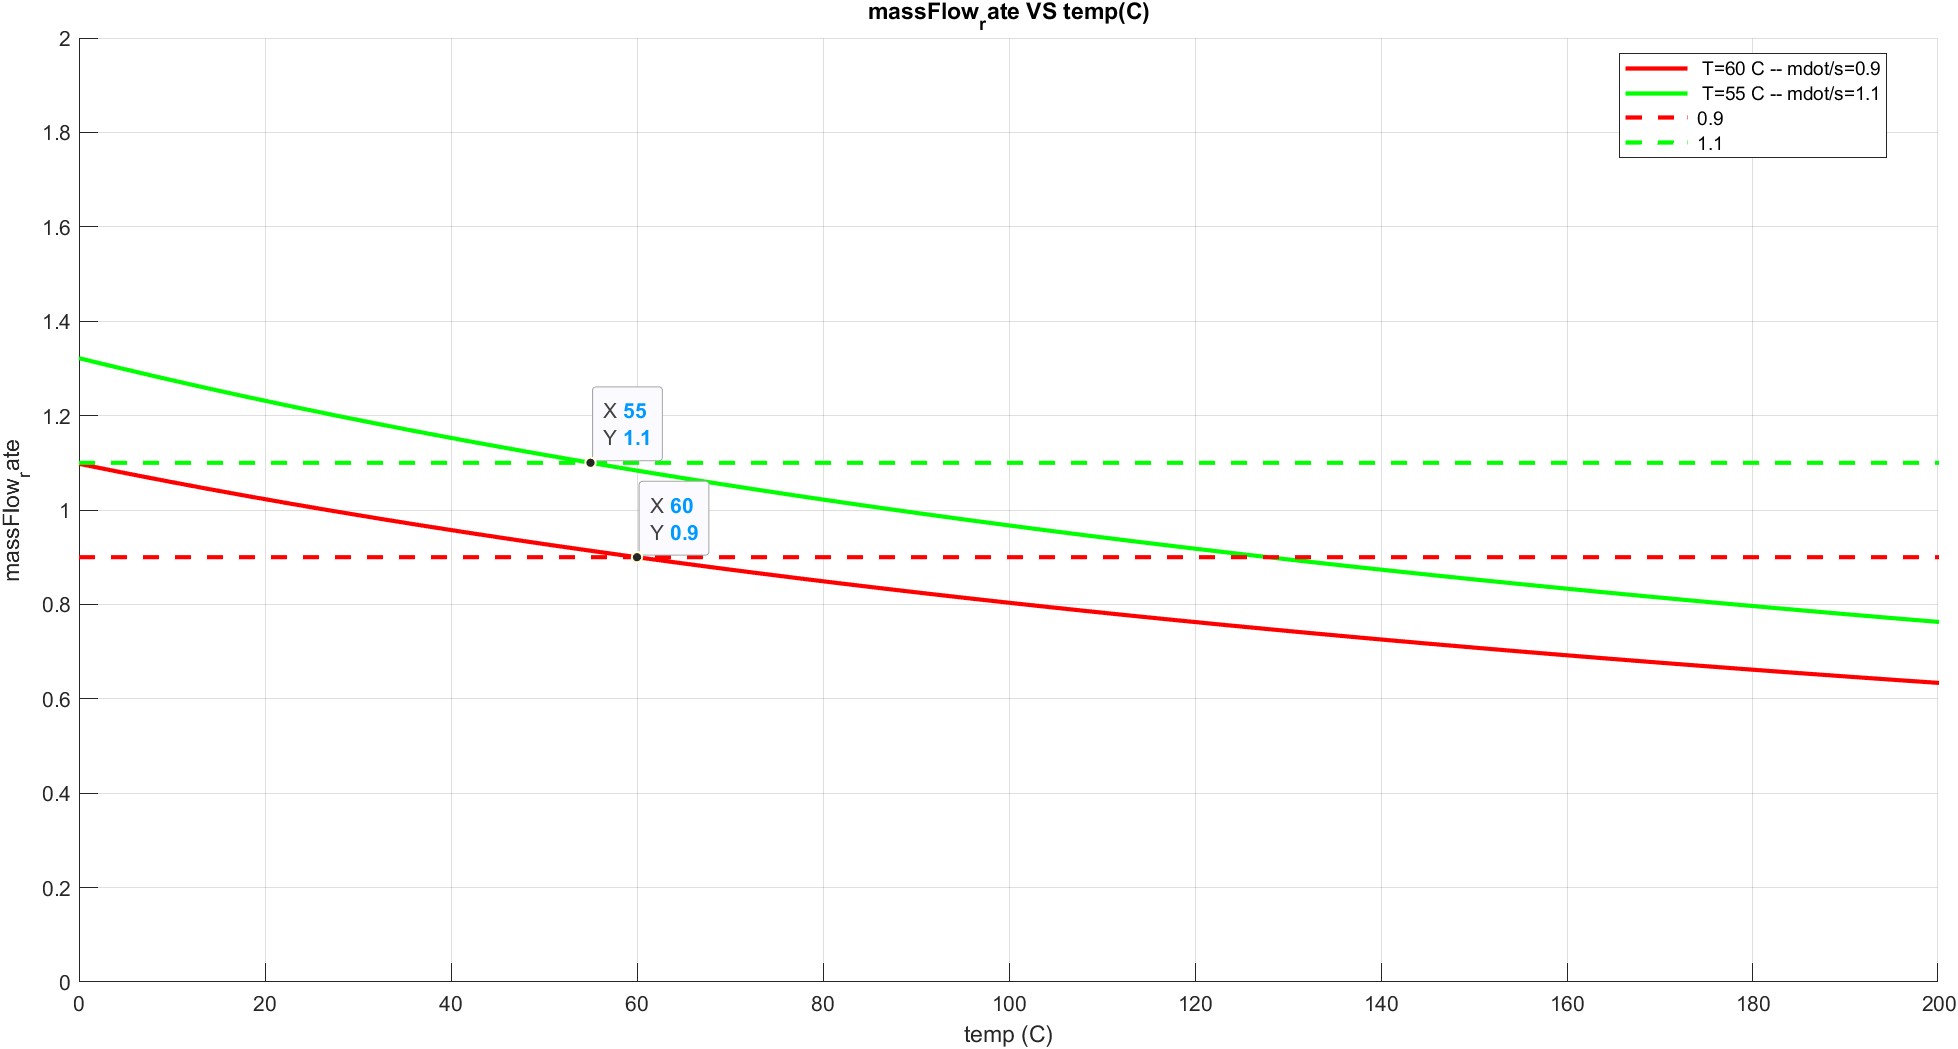 massFlowrate VS temp(C)
T=60 C -- mdot/s=0.9
T=55 C -- mdot/s=1.1
0.9
1.1
2
1.8
1.6
1.4
1.2
1
0.8
0.6
0.4
0.2
0
massFlowrate
X 55
Y 1.1
X 60
Y 0.9
0 20 40 60 80 100 120 140 160 180 200
temp (C)